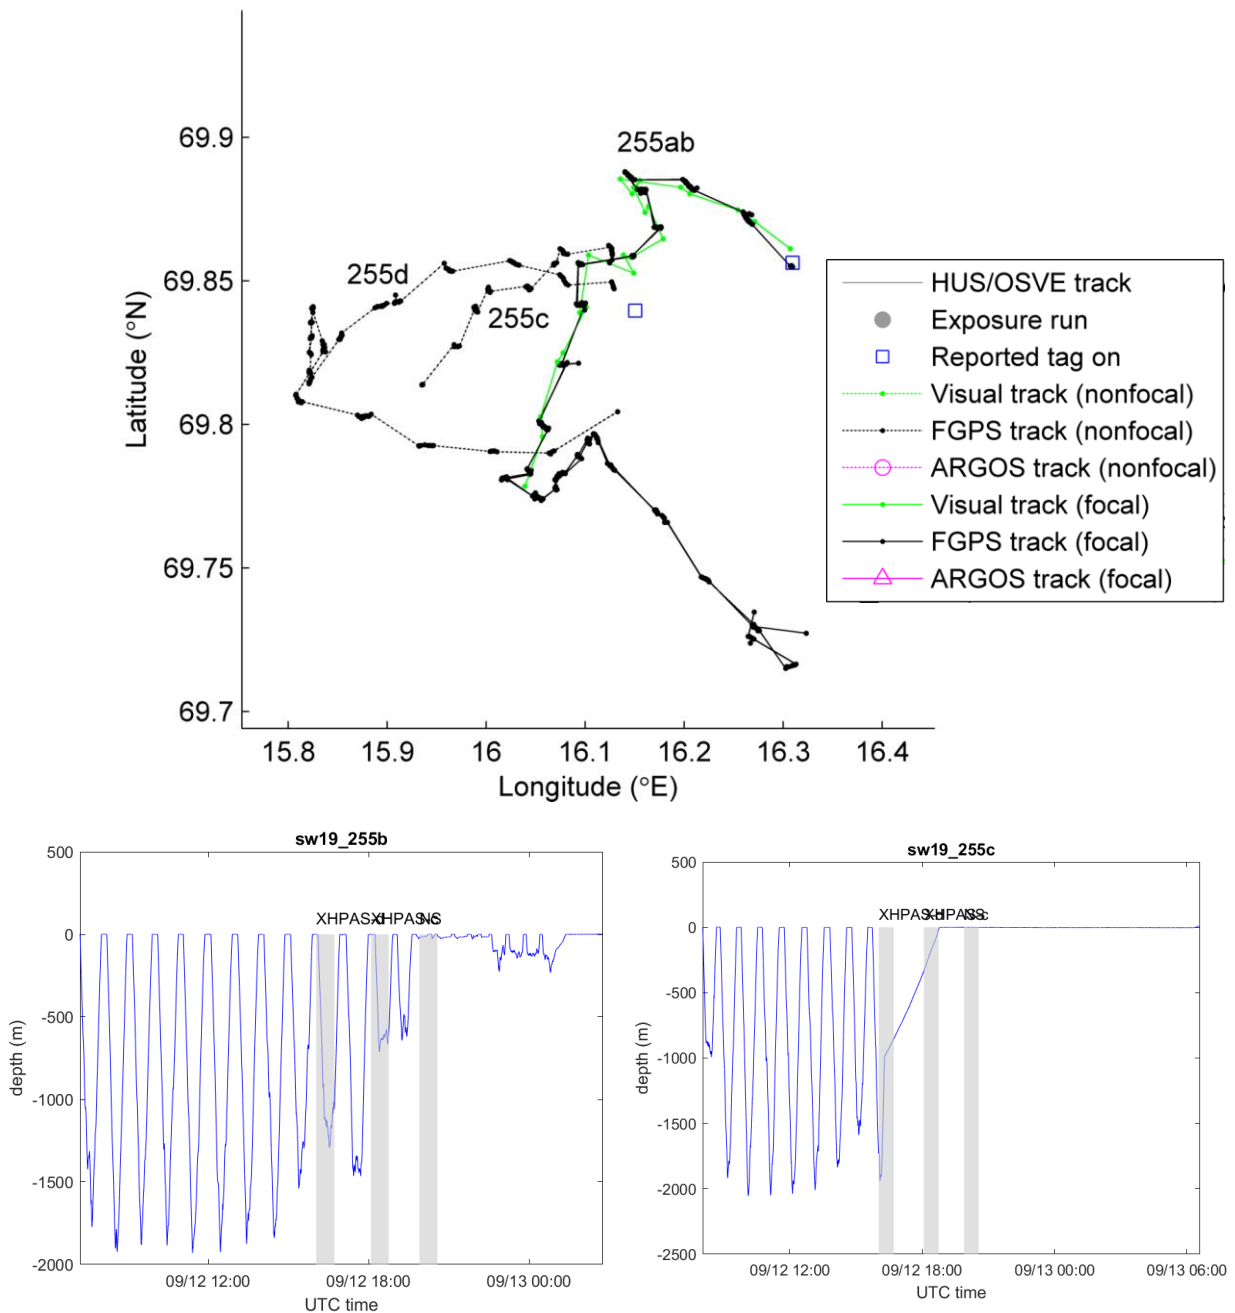 69.9
69.85
69.8
69.75
69.7
Latitude (°N)
255ab
255d
255c
15.8 15.9 16 16.1 16.2 16.3 16.4
Longitude (°E)
HUS/OSVE track
Exposure run
Reported tag on
Visual track (nonfocal)
FGPS track (nonfocal)
ARGOS track (nonfocal)
Visual track (focal)
FGPS track (focal)
ARGOS track (focal)
sw19_255b
500
0
-500
-1000
-1500
-2000
depth (m)
09/12 12:00 09/12 18:00 09/13 00:00
UTC time
sw19_255c
500
0
-500
-1000
-1500
-2000
-2500
depth (m)
09/12 12:00 09/12 18:00 09/13 00:00 09/13 06:00
UTC time